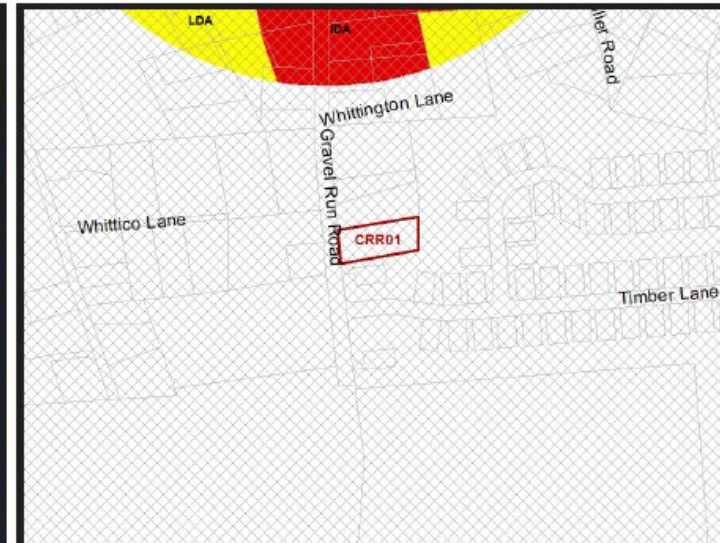 LDA
IDA
Whittington Lane
Gravel Run Road
Whittico Lane
CRR01
Timber Lane